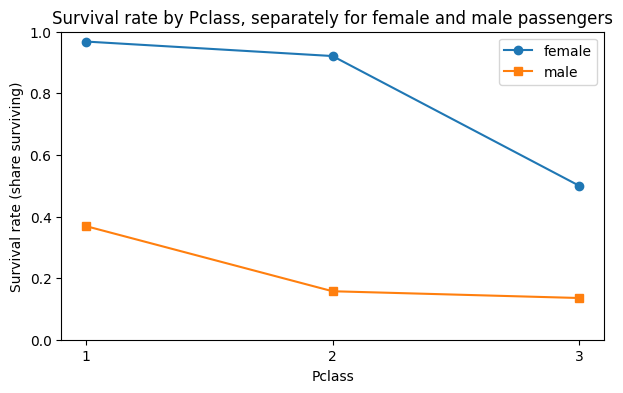 Survival rate by Pclass, separately for female and male passengers
female
male
Survival rate (share surviving)
1.0
0.8
0.6
0.4
0.2
0.0
1
2
3
Pclass